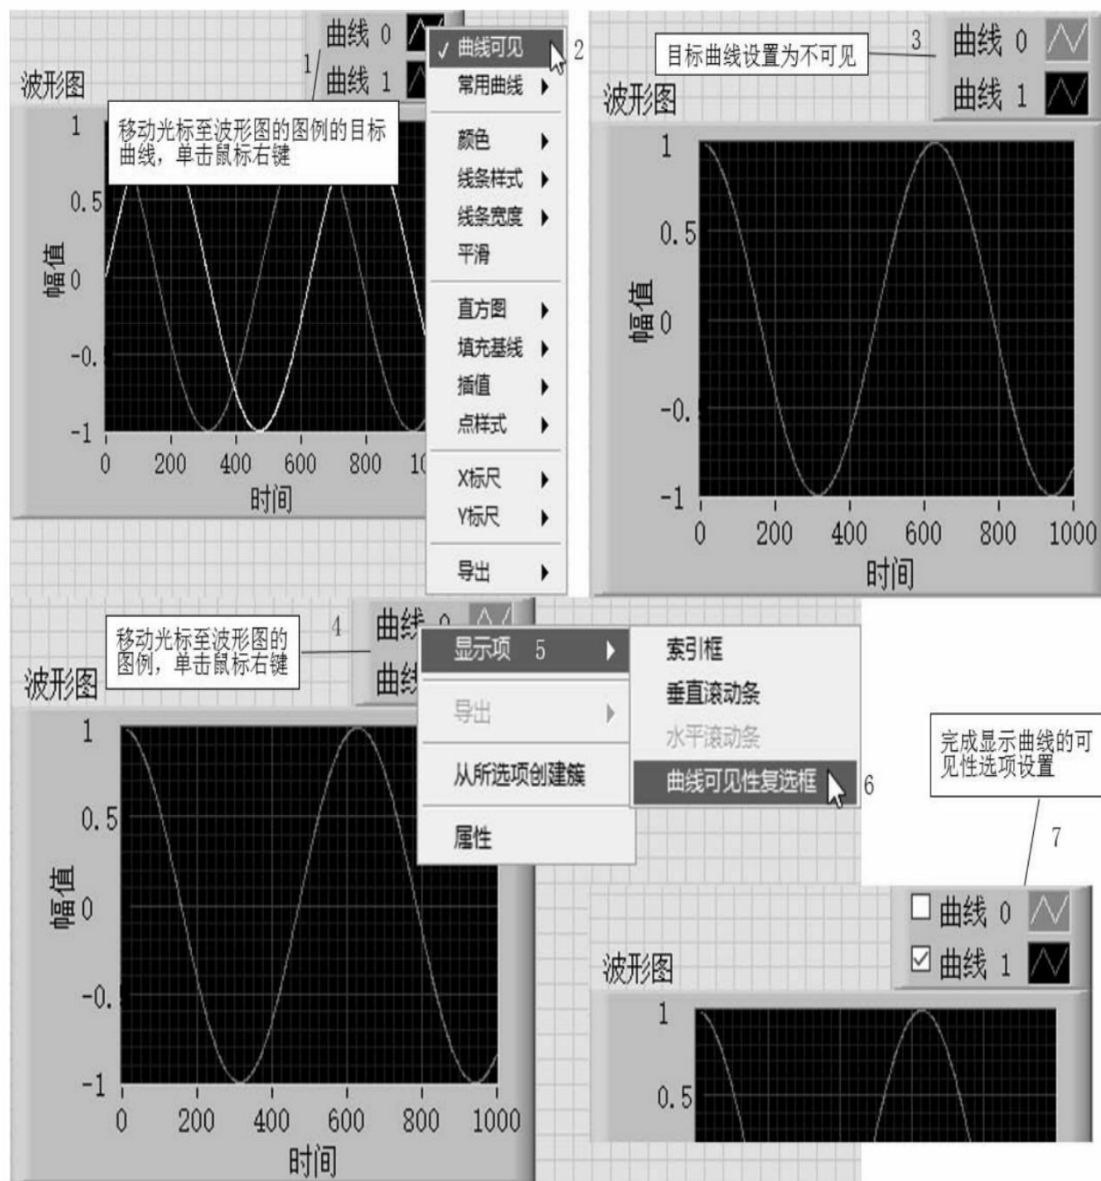 曲线 0
1
曲线 1
波形图
移动光标至波形图的图例的目标
曲线，单击鼠标右键
1
0.5
0
-0.
-1
幅值
0 200 400 600 800 10
时间
✓ 曲线可见
2
常用曲线
颜色
线条样式
线条宽度
平滑
直方图
填充基线
插值
点样式
X标尺
Y标尺
导出
目标曲线设置为不可见
3
曲线 0
曲线 1
波形图
1
0.5
0
-0.
-1
幅值
0 200 400 600 800 1000
时间
移动光标至波形图的
图例，单击鼠标右键
4
曲线
曲线
波形图
1
0.5
0
-0.
-1
幅值
0 200 400 600 800 1000
时间
显示项 5
导出
从所选项创建簇
属性
索引框
垂直滚动条
水平滚动条
曲线可见性复选框
6
完成显示曲线的可
见性选项设置
7
曲线 0
曲线 1
波形图
1
0.5